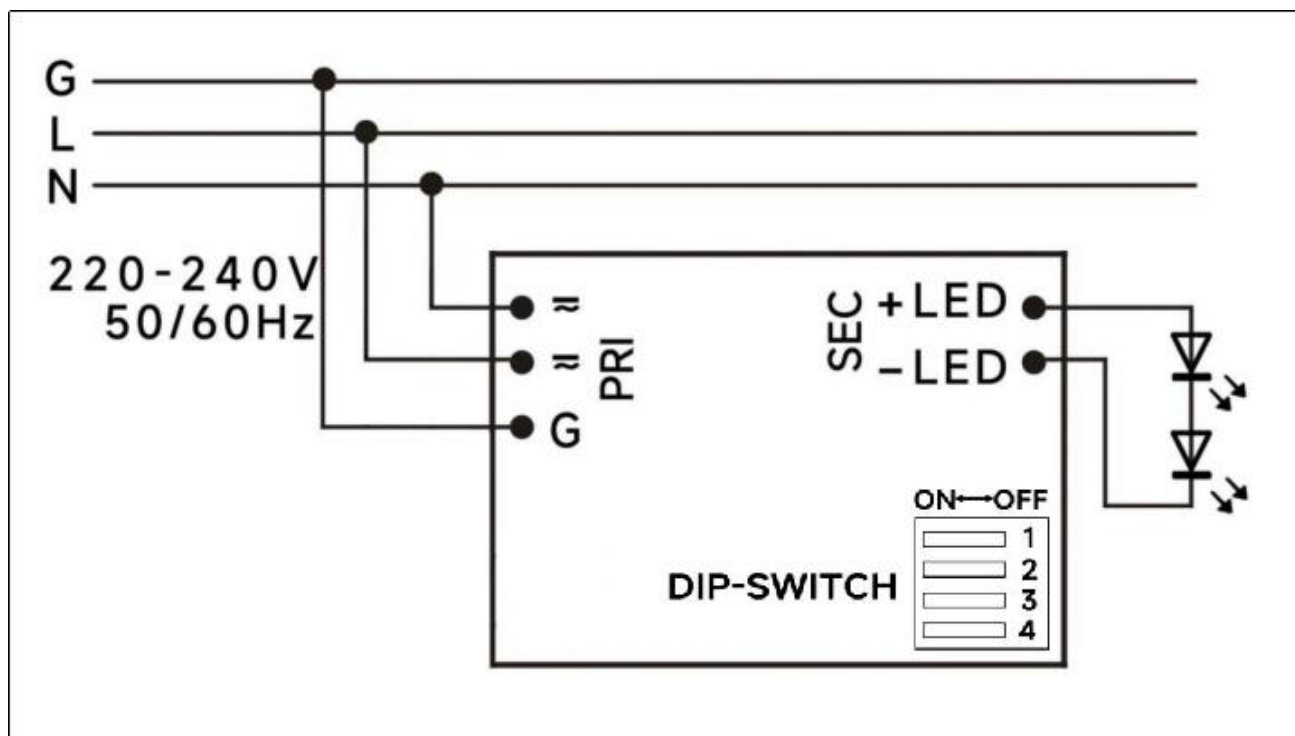 G
L
N
220-240V
50/60Hz
≂
≂
G
PRI
SEC
+LED
-LED
ON↔OFF
1
2
3
4
DIP-SWITCH